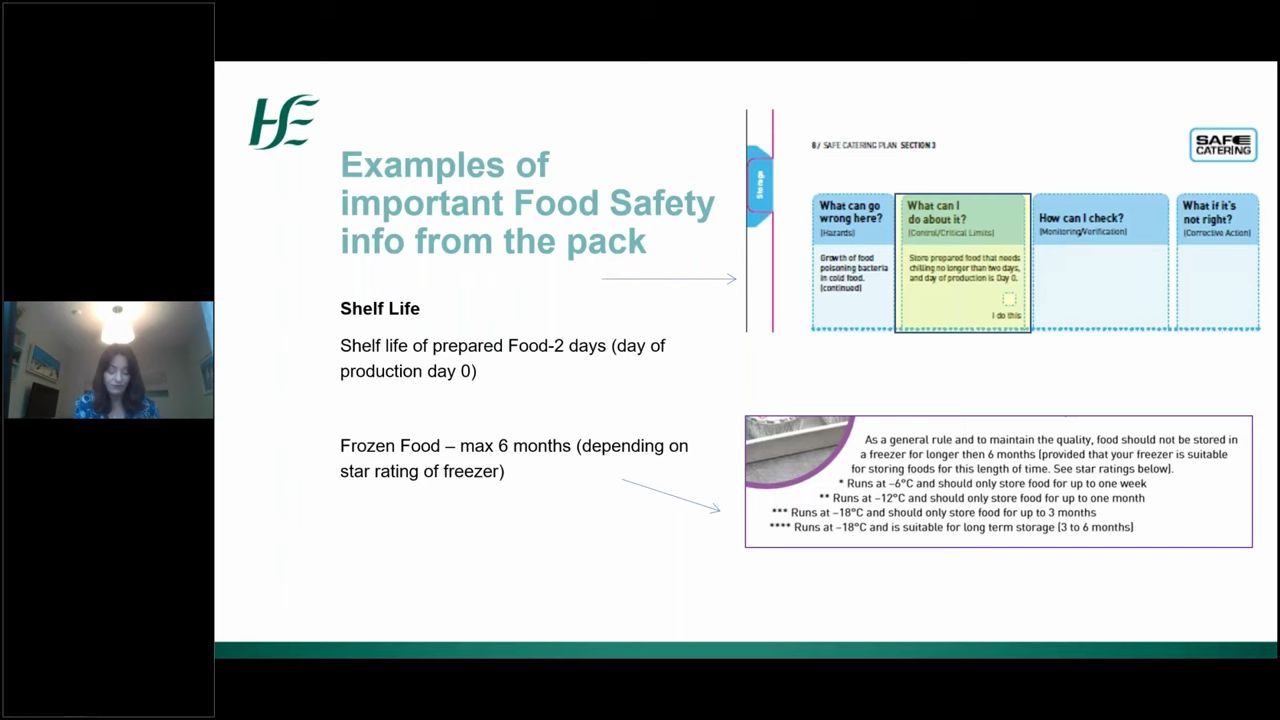 HSE
Examples of
important Food Safety
info from the pack
Shelf Life
Shelf life of prepared Food-2 days (day of
production day 0)
Frozen Food – max 6 months (depending on
star rating of freezer)
Storage
8/ SAFE CATERING PLAN SECTION 3
SAFE
CATERING
What can go
wrong here?
(Hazards)
Growth of food
poisoning bacteria
in cold food.
(continued)
What can I
do about it?
(Control/Critical Limits)
Store prepared food that needs
chilling no longer than two days,
and day of production is Day 0.
I do this
How can I check?
(Monitoring/Verification)
What if it's
not right?
(Corrective Action)
As a general rule and to maintain the quality, food should not be stored in
a freezer for longer then 6 months (provided that your freezer is suitable
for storing foods for this length of time. See star ratings below).
* Runs at –6°C and should only store food for up to one week
** Runs at –12°C and should only store food for up to one month
*** Runs at –18°C and should only store food for up to 3 months
**** Runs at –18°C and is suitable for long term storage (3 to 6 months)